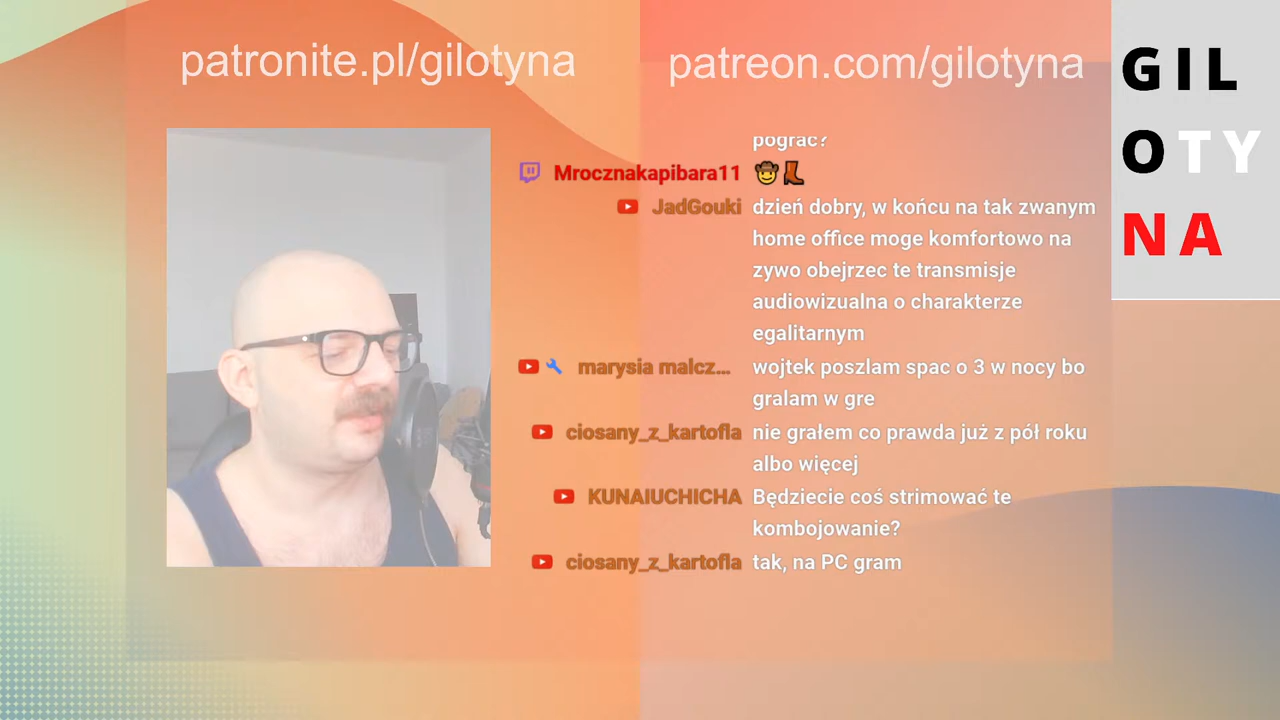 patronite.pl/gilotyna
patreon.com/gilotyna
GIL
OTY
NA
pograć?
Mrocznakapibara11
JadGouki dzień dobry, w końcu na tak zwanym
home office moge komfortowo na
zywo obejrzec te transmisje
audiowizualna o charakterze
egalitarnym
marysia malcz... wojtek poszlam spac o 3 w nocy bo
gralam w gre
ciosany_z_kartofla nie grałem co prawda już z pół roku
albo więcej
KUNAIUCHICHA Będziecie coś strimować te
kombojowanie?
ciosany_z_kartofla tak, na PC gram